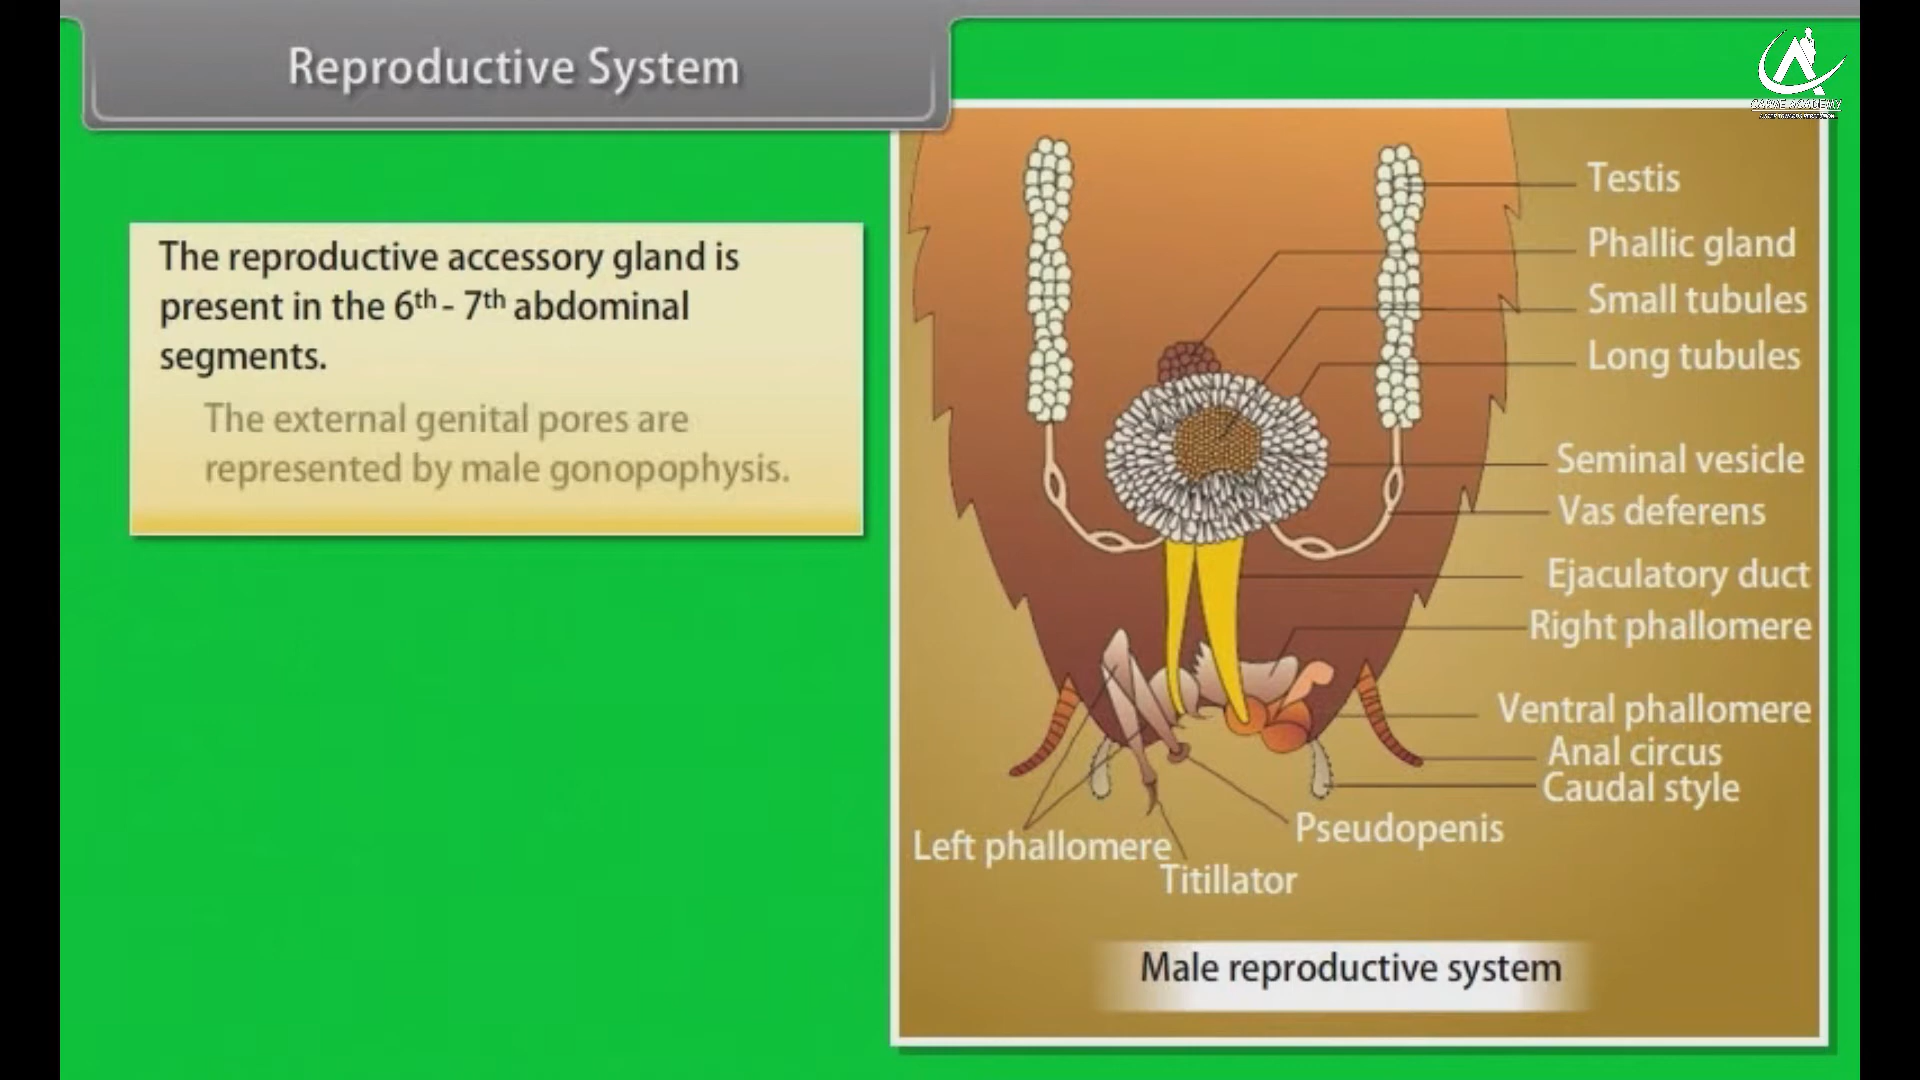 Reproductive System
CARVE ACADEMY
The reproductive accessory gland is
present in the 6th - 7th abdominal
segments.
The external genital pores are
represented by male gonopophysis.
Testis
Phallic gland
Small tubules
Long tubules
Seminal vesicle
Vas deferens
Ejaculatory duct
Right phallomere
Ventral phallomere
Anal circus
Caudal style
Pseudopenis
Left phallomere
Titillator
Male reproductive system